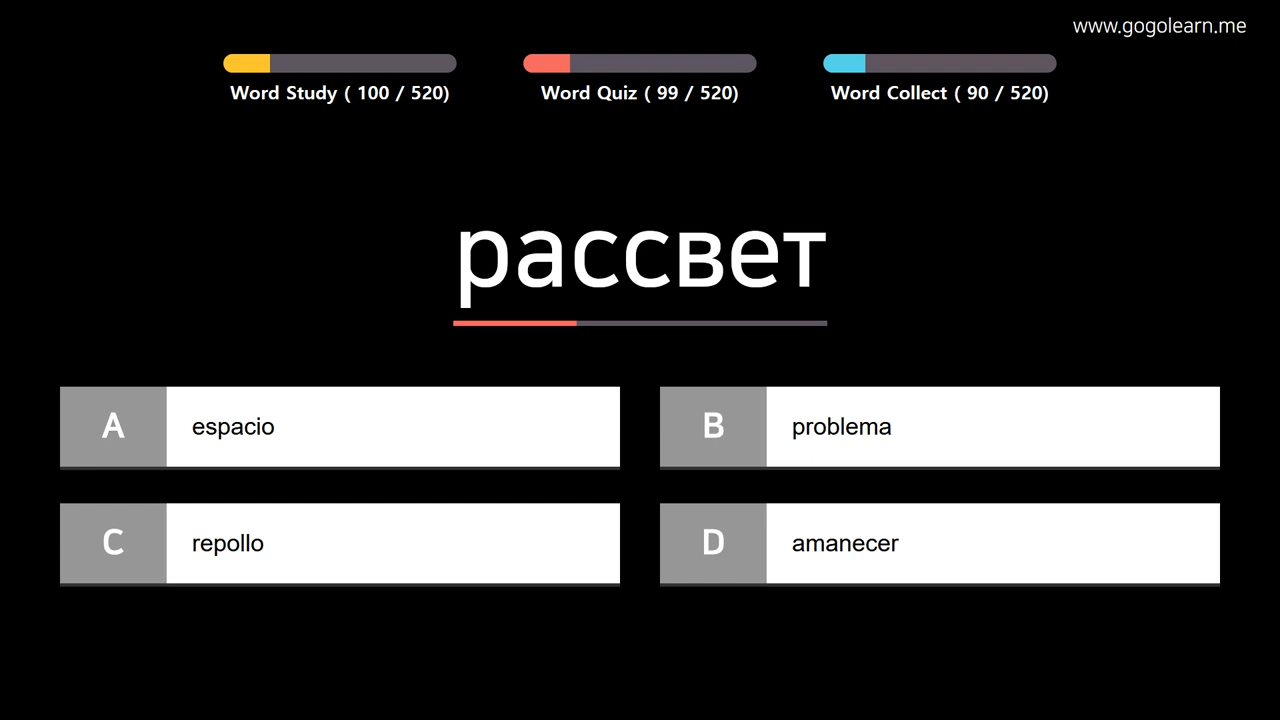 www.gogolearn.me
Word Study ( 100 / 520)
Word Quiz ( 99 / 520)
Word Collect ( 90 / 520)
рассвет
A espacio
B problema
C repollo
D amanecer